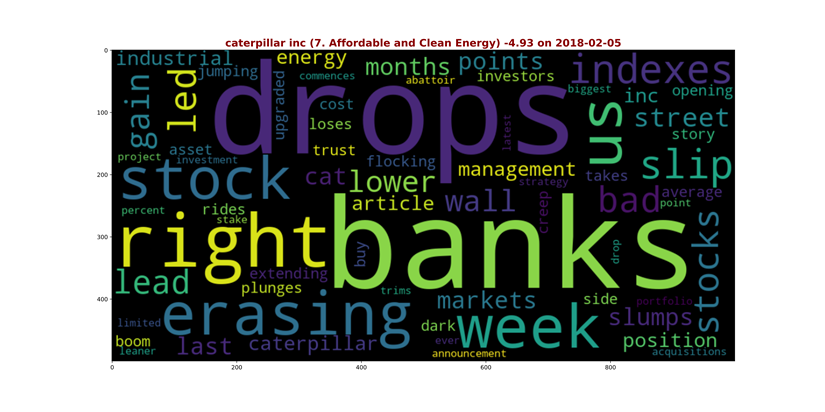 caterpillar inc (7. Affordable and Clean Energy) -4.93 on 2018-02-05
0
100
200
300
400
0
200
400
600
800
industrial
energy
months
points
indexes
jumping
commences
abattoir
investors
biggest
opening
gain
led
upgraded
drops
cost
us
inc
street
loses
latest
story
project
asset
investment
trust
flocking
management
slip
stock
cat
lower
strategy
takes
article
wall
creep
bad
average
point
percent
rides
stake
right
banks
buy
drop
stocks
lead
extending
plunges
trims
markets
side
portfolio
erasing
week
slumps
limited
dark
position
boom
leaner
last
caterpillar
ever
announcement
acquisitions